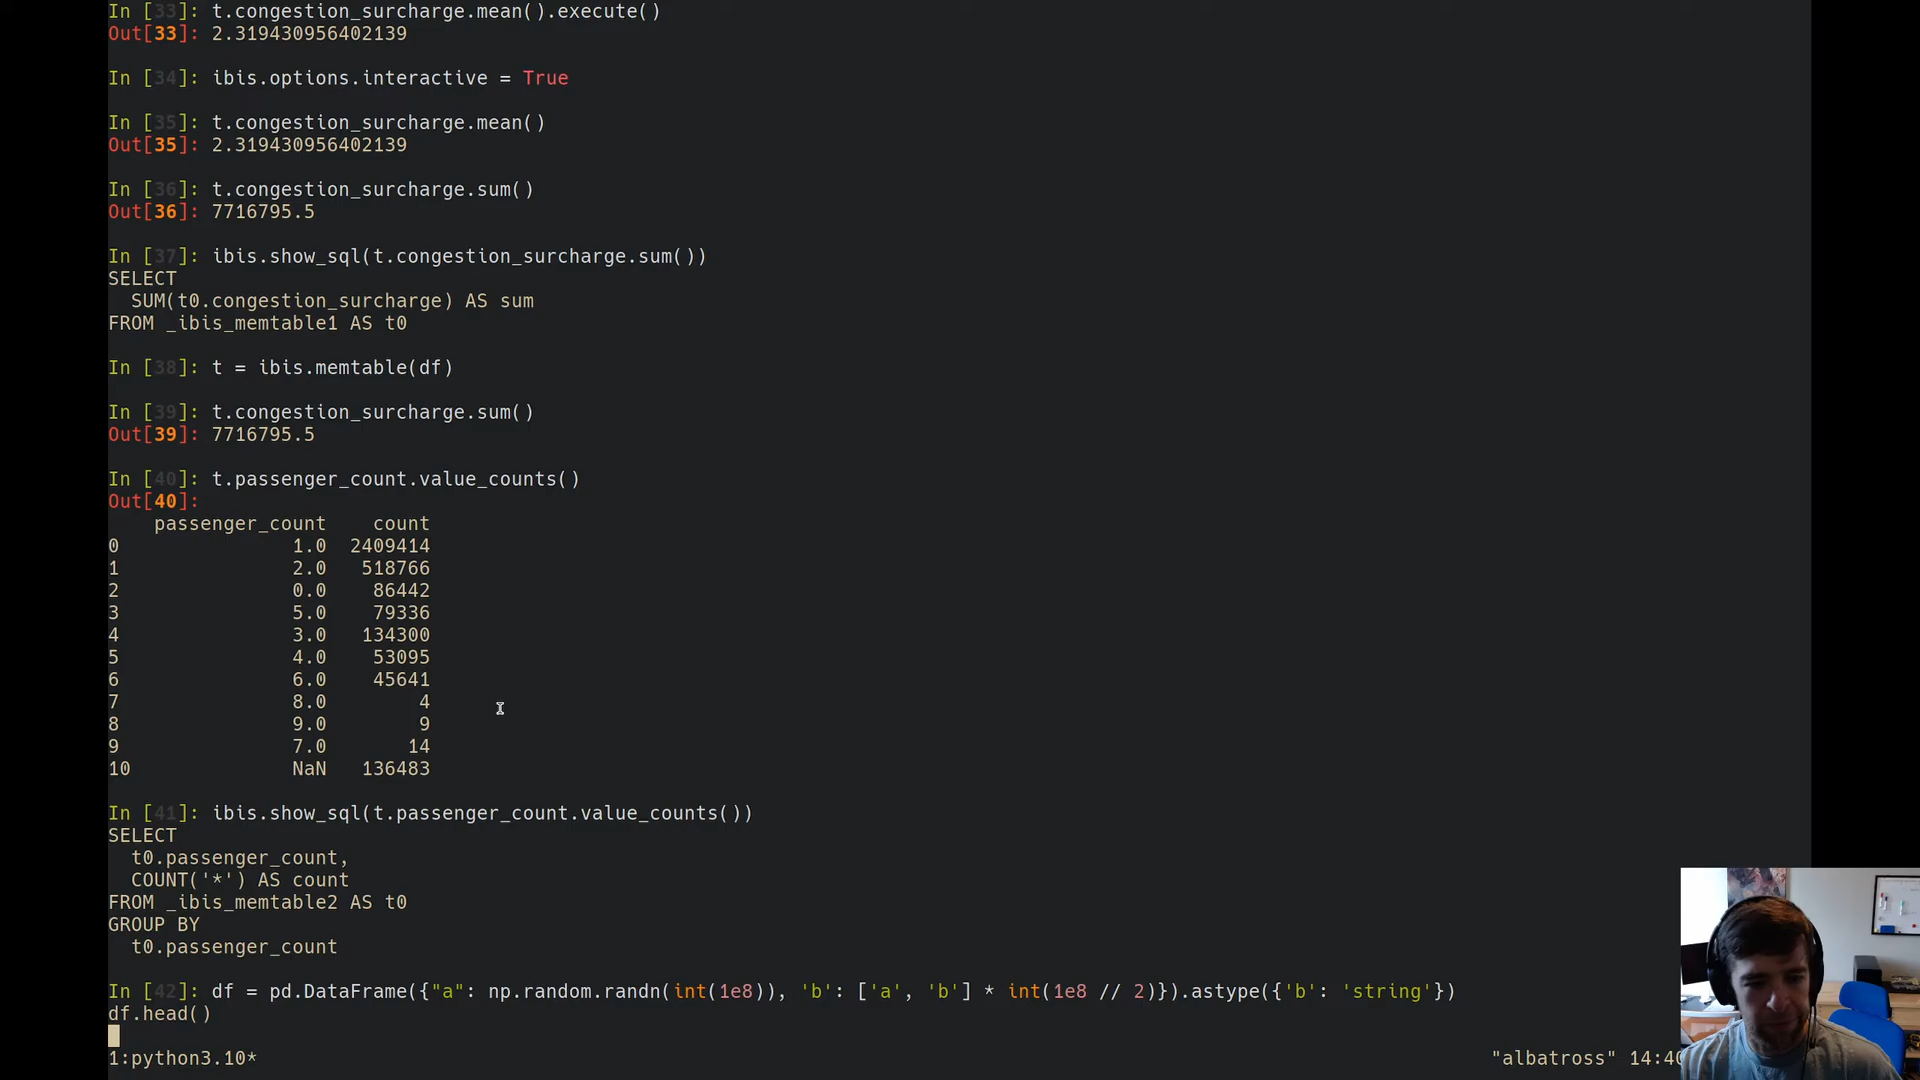 In [33]: t.congestion_surcharge.mean().execute()
Out[33]: 2.319430956402139
In [34]: ibis.options.interactive = True
In [35]: t.congestion_surcharge.mean()
Out[35]: 2.319430956402139
In [36]: t.congestion_surcharge.sum()
Out[36]: 7716795.5
In [37]: ibis.show_sql(t.congestion_surcharge.sum())
SELECT
  SUM(t0.congestion_surcharge) AS sum
FROM _ibis_memtable1 AS t0
In [38]: t = ibis.memtable(df)
In [39]: t.congestion_surcharge.sum()
Out[39]: 7716795.5
In [40]: t.passenger_count.value_counts()
Out[40]:
    passenger_count    count
0               1.0  2409414
1               2.0   518766
2               0.0    86442
3               5.0    79336
4               3.0   134300
5               4.0    53095
6               6.0    45641
7               8.0        4
8               9.0        9
9               7.0       14
10              NaN   136483
In [41]: ibis.show_sql(t.passenger_count.value_counts())
SELECT
  t0.passenger_count,
  COUNT('*') AS count
FROM _ibis_memtable2 AS t0
GROUP BY
  t0.passenger_count
In [42]: df = pd.DataFrame({"a": np.random.randn(int(1e8)), 'b': ['a', 'b'] * int(1e8 // 2)}).astype({'b': 'string'})
df.head()
1:python3.10* "albatross" 14:40